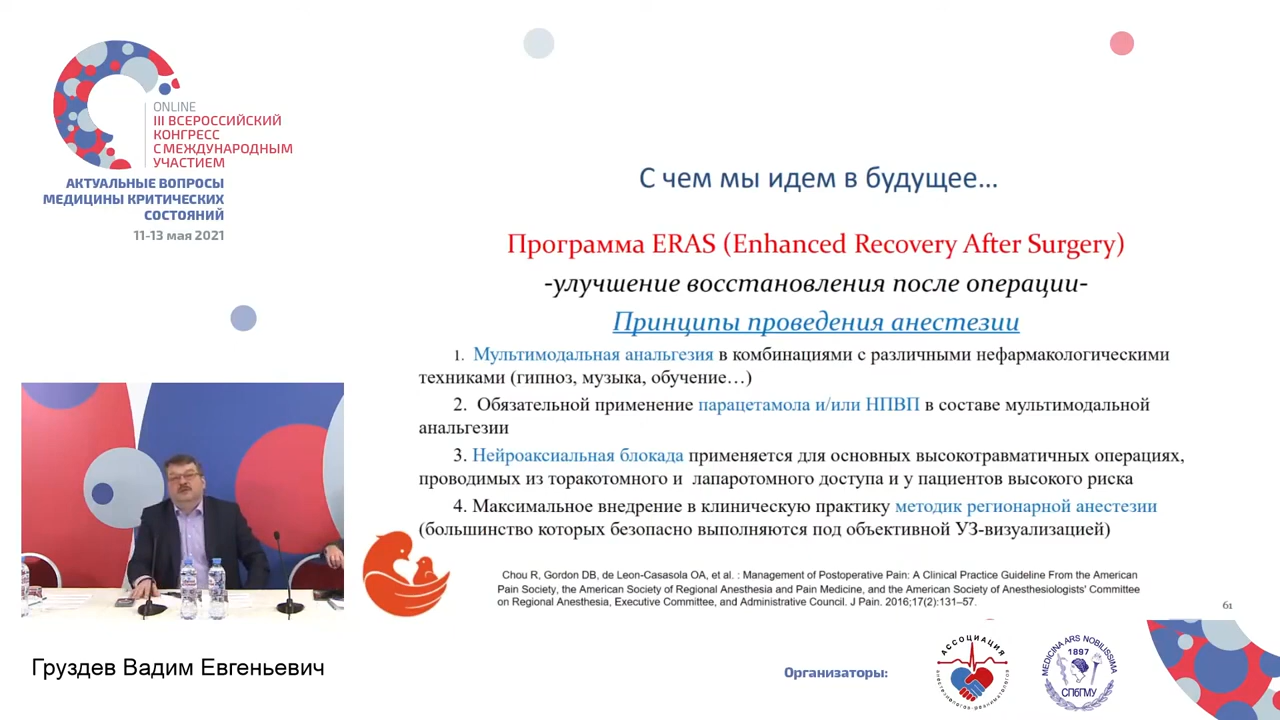 ONLINE
III ВСЕРОССИЙСКИЙ
КОНГРЕСС
С МЕЖДУНАРОДНЫМ
УЧАСТИЕМ
АКТУАЛЬНЫЕ ВОПРОСЫ
МЕДИЦИНЫ КРИТИЧЕСКИХ
СОСТОЯНИЙ
11-13 мая 2021
С чем мы идем в будущее...
Программа ERAS (Enhanced Recovery After Surgery)
-улучшение восстановления после операции-
Принципы проведения анестезии
1. Мультимодальная анальгезия в комбинациями с различными нефармакологическими
техниками (гипноз, музыка, обучение…)
2. Обязательной применение парацетамола и/или НПВП в составе мультимодальной
анальгезии
3. Нейроаксиальная блокада применяется для основных высокотравматичных операциях,
проводимых из торакотомного и лапаротомного доступа и у пациентов высокого риска
4. Максимальное внедрение в клиническую практику методик регионарной анестезии
(большинство которых безопасно выполняются под объективной УЗ-визуализацией)
Chou R, Gordon DB, de Leon-Casasola OA, et al. : Management of Postoperative Pain: A Clinical Practice Guideline From the American
Pain Society, the American Society of Regional Anesthesia and Pain Medicine, and the American Society of Anesthesiologists' Committee
on Regional Anesthesia, Executive Committee, and Administrative Council. J Pain. 2016;17(2):131–57.
61
Груздев Вадим Евгеньевич
Организаторы:
АССОЦИАЦИЯ
анестезиологов-реаниматологов
MEDICINA ARS NOBILISSIMA
1897
СПбГМУ